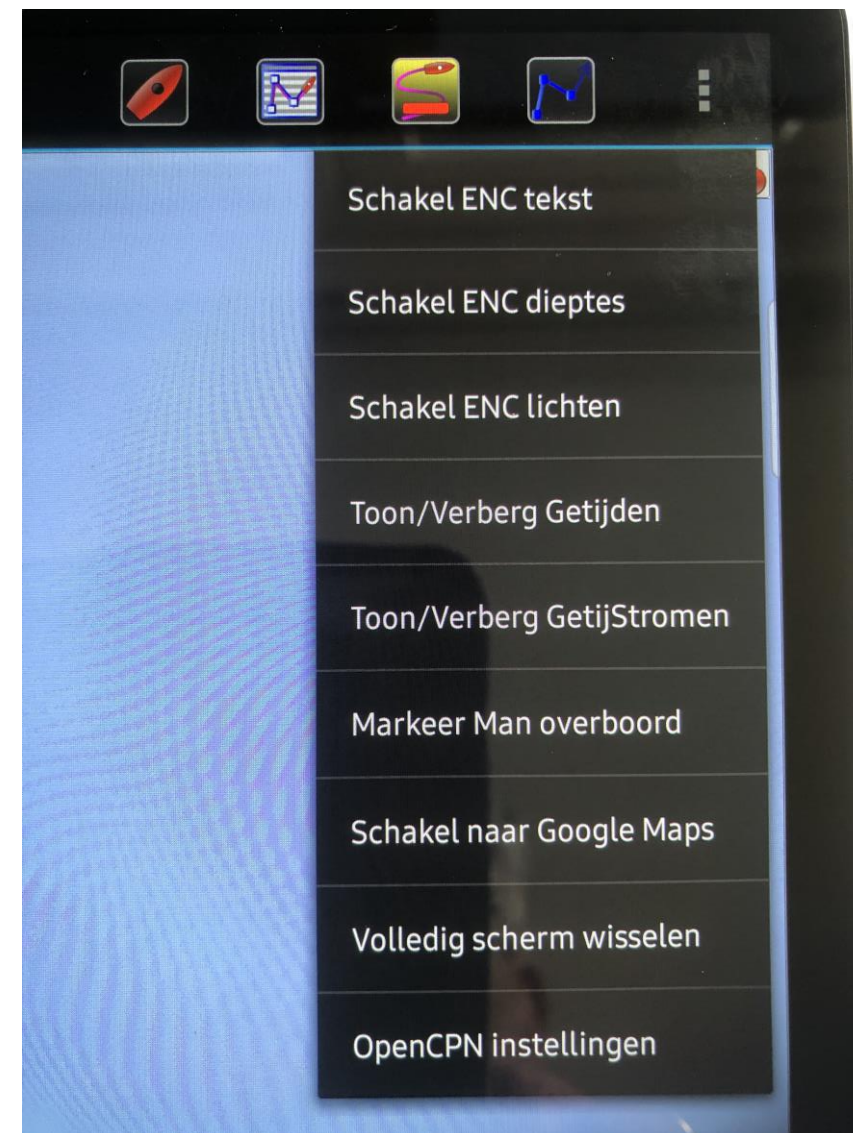 Schakel ENC tekst
Schakel ENC dieptes
Schakel ENC lichten
Toon/Verberg Getijden
Toon/Verberg GetijStromen
Markeer Man overboord
Schakel naar Google Maps
Volledig scherm wisselen
OpenCPN instellingen